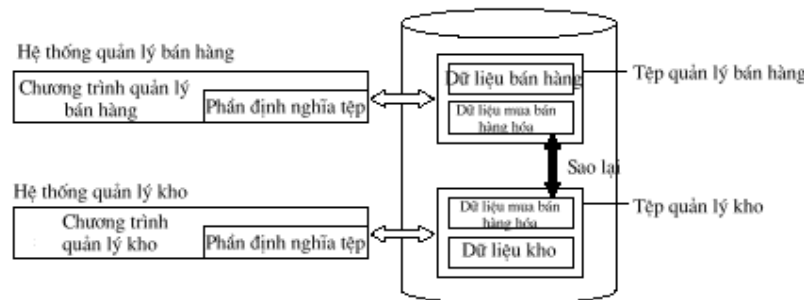 Hệ thống quản lý bán hàng
Chương trình quản lý
bán hàng
Phần định nghĩa tệp
Dữ liệu bán hàng
Dữ liệu mua bán
hàng hóa
Tệp quản lý bán hàng
Sao lại
Hệ thống quản lý kho
Chương trình
quản lý kho
Phần định nghĩa tệp
Dữ liệu mua bán
hàng hóa
Dữ liệu kho
Tệp quản lý kho